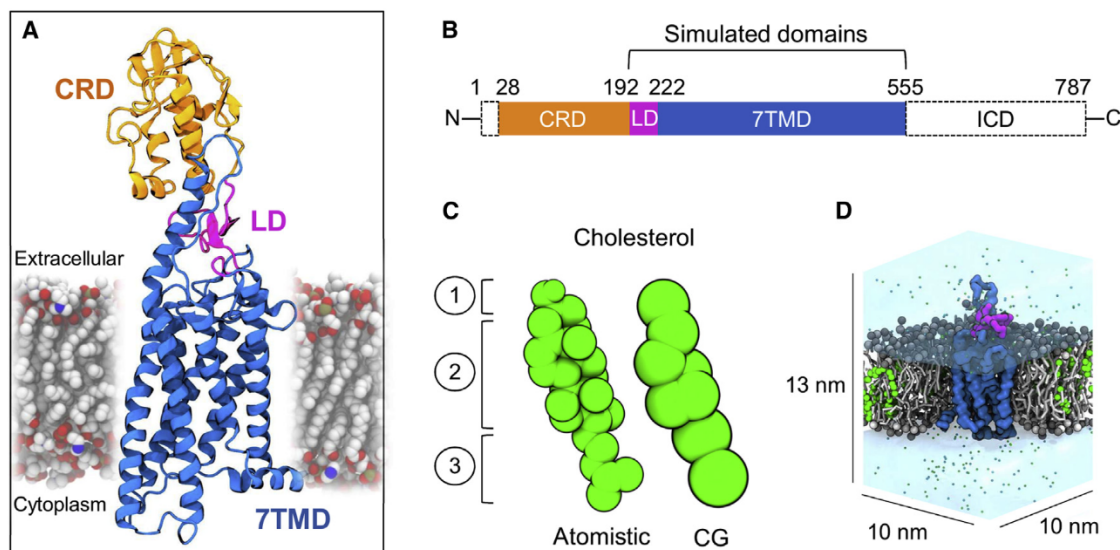 A
CRD
LD
Extracellular
Cytoplasm
7TMD
B
Simulated domains
1 28 192 222 555 787
N CRD LD 7TMD ICD C
C
Cholesterol
1
2
3
Atomistic CG
D
13 nm
10 nm 10 nm